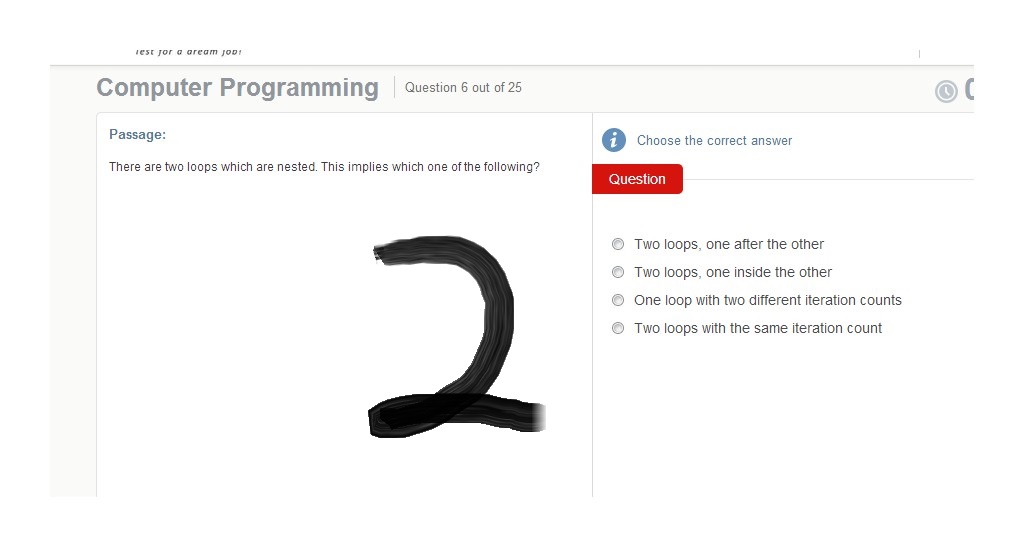 Test for a dream job!
Computer Programming
Question 6 out of 25
Passage:
There are two loops which are nested. This implies which one of the following?
2
Choose the correct answer
Question
Two loops, one after the other
Two loops, one inside the other
One loop with two different iteration counts
Two loops with the same iteration count